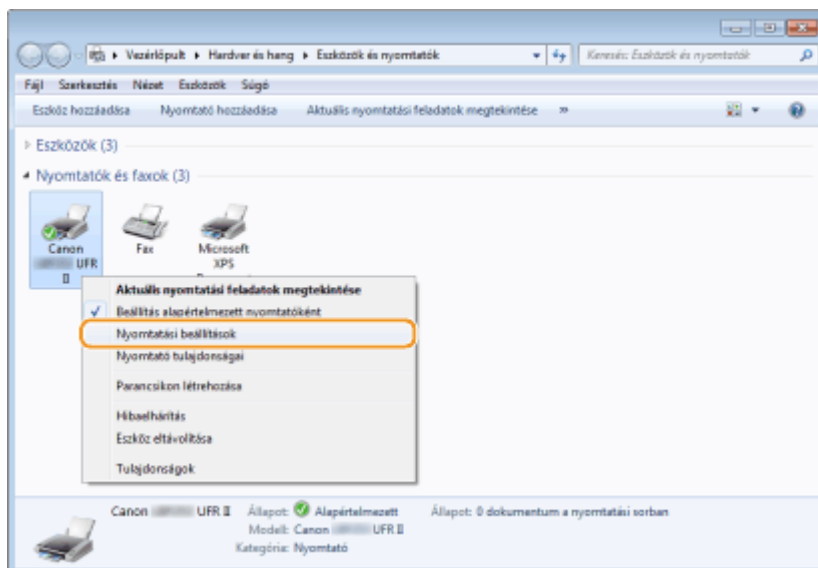 Vezérlőpult Hardver és hang Eszközök és nyomtatók Keresés: Eszközök és nyomtatók
Fájl Szerkesztés Nézet Eszközök Súgó
Eszköz hozzáadása Nyomtató hozzáadása Aktuális nyomtatási feladatok megtekintése »
Eszközök (3)
Nyomtatók és faxok (3)
Canon
UFR
II
Fax
Microsoft
XPS
Aktuális nyomtatási feladatok megtekintése
Beállítás alapértelmezett nyomtatóként
Nyomtatási beállítások
Nyomtató tulajdonságai
Parancsikon létrehozása
Hibaelhárítás
Eszköz eltávolítása
Tulajdonságok
Canon UFR II Állapot: Alapértelmezett Állapot: 0 dokumentum a nyomtatási sorban
Modell: Canon UFR II
Kategória: Nyomtató